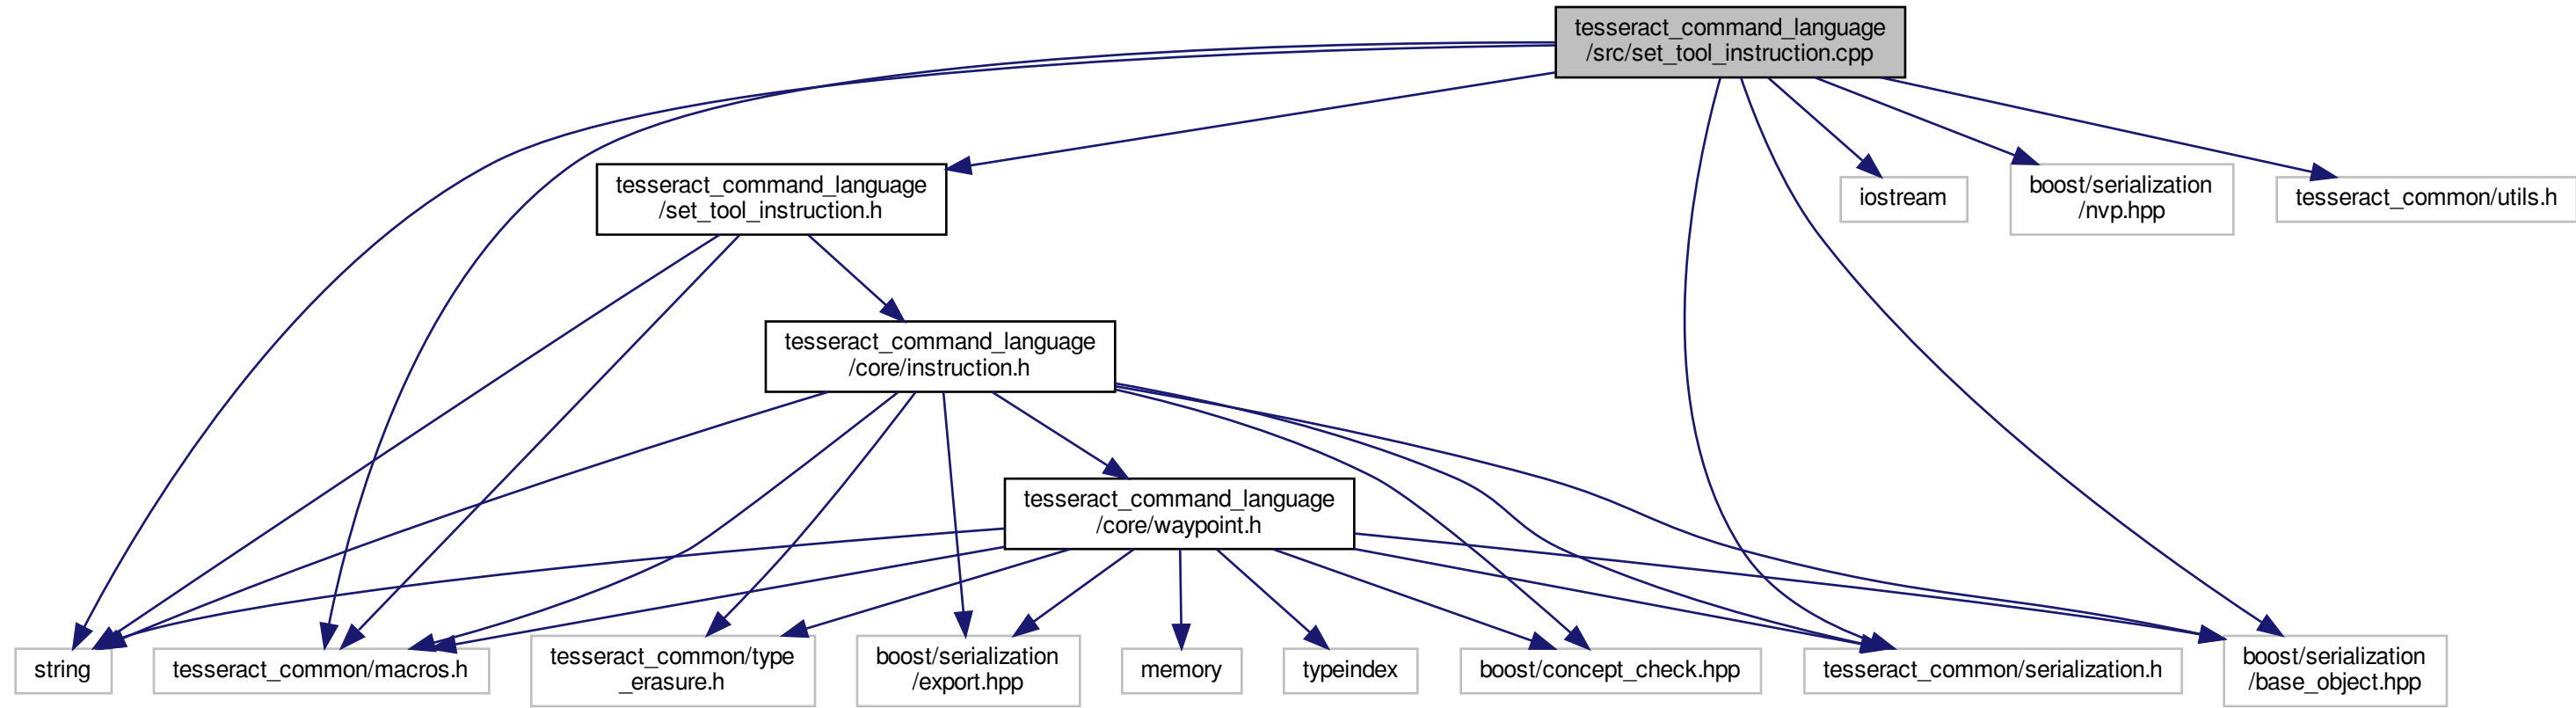 tesseract_command_language
/src/set_tool_instruction.cpp
tesseract_command_language
/set_tool_instruction.h
iostream
boost/serialization
/nvp.hpp
tesseract_common/utils.h
tesseract_command_language
/core/instruction.h
tesseract_command_language
/core/waypoint.h
string
tesseract_common/macros.h
tesseract_common/type
_erasure.h
boost/serialization
/export.hpp
memory
typeindex
boost/concept_check.hpp
tesseract_common/serialization.h
boost/serialization
/base_object.hpp